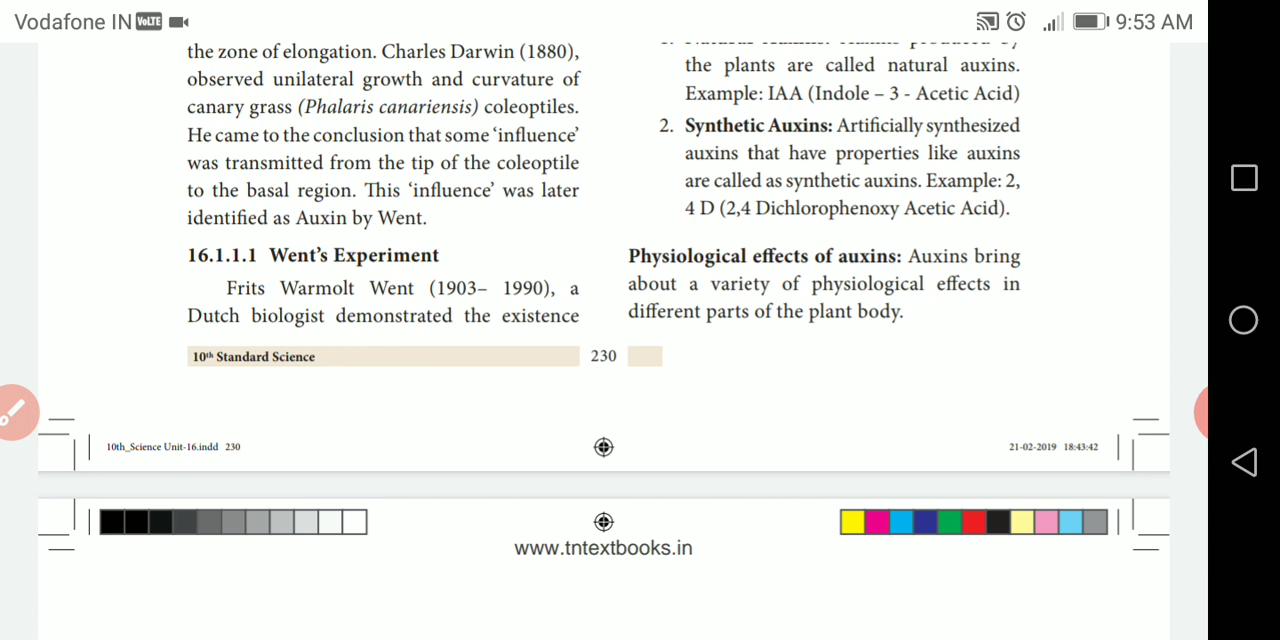 Vodafone IN VoLTE 9:53 AM
the zone of elongation. Charles Darwin (1880),
observed unilateral growth and curvature of
canary grass (Phalaris canariensis) coleoptiles.
He came to the conclusion that some ‘influence’
was transmitted from the tip of the coleoptile
to the basal region. This ‘influence’ was later
identified as Auxin by Went.
16.1.1.1 Went’s Experiment
Frits Warmolt Went (1903– 1990), a
Dutch biologist demonstrated the existence
the plants are called natural auxins.
Example: IAA (Indole – 3 - Acetic Acid)
2. Synthetic Auxins: Artificially synthesized
auxins that have properties like auxins
are called as synthetic auxins. Example: 2,
4 D (2,4 Dichlorophenoxy Acetic Acid).
Physiological effects of auxins: Auxins bring
about a variety of physiological effects in
different parts of the plant body.
10th Standard Science 230
10th_Science Unit-16.indd 230 21-02-2019 18:43:42
www.tntextbooks.in